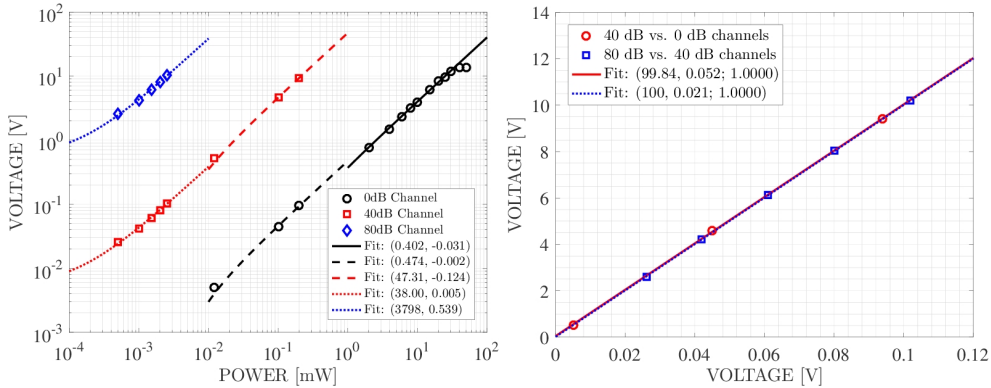 VOLTAGE [V]
10^2
10^1
10^0
10^-1
10^-2
10^-3
0dB Channel
40dB Channel
80dB Channel
Fit: (0.402, -0.031)
Fit: (0.474, -0.002)
Fit: (47.31, -0.124)
Fit: (38.00, 0.005)
Fit: (3798, 0.539)
10^-4 10^-3 10^-2 10^-1 10^0 10^1 10^2
POWER [mW]
VOLTAGE [V]
14
12
10
8
6
4
2
0
40 dB vs. 0 dB channels
80 dB vs. 40 dB channels
Fit: (99.84, 0.052; 1.0000)
Fit: (100, 0.021; 1.0000)
0 0.02 0.04 0.06 0.08 0.1 0.12
VOLTAGE [V]